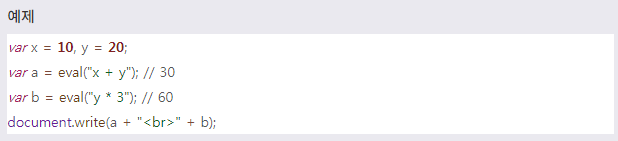 예제
var x = 10, y = 20;
var a = eval("x + y"); // 30
var b = eval("y * 3"); // 60
document.write(a + "<br>" + b);